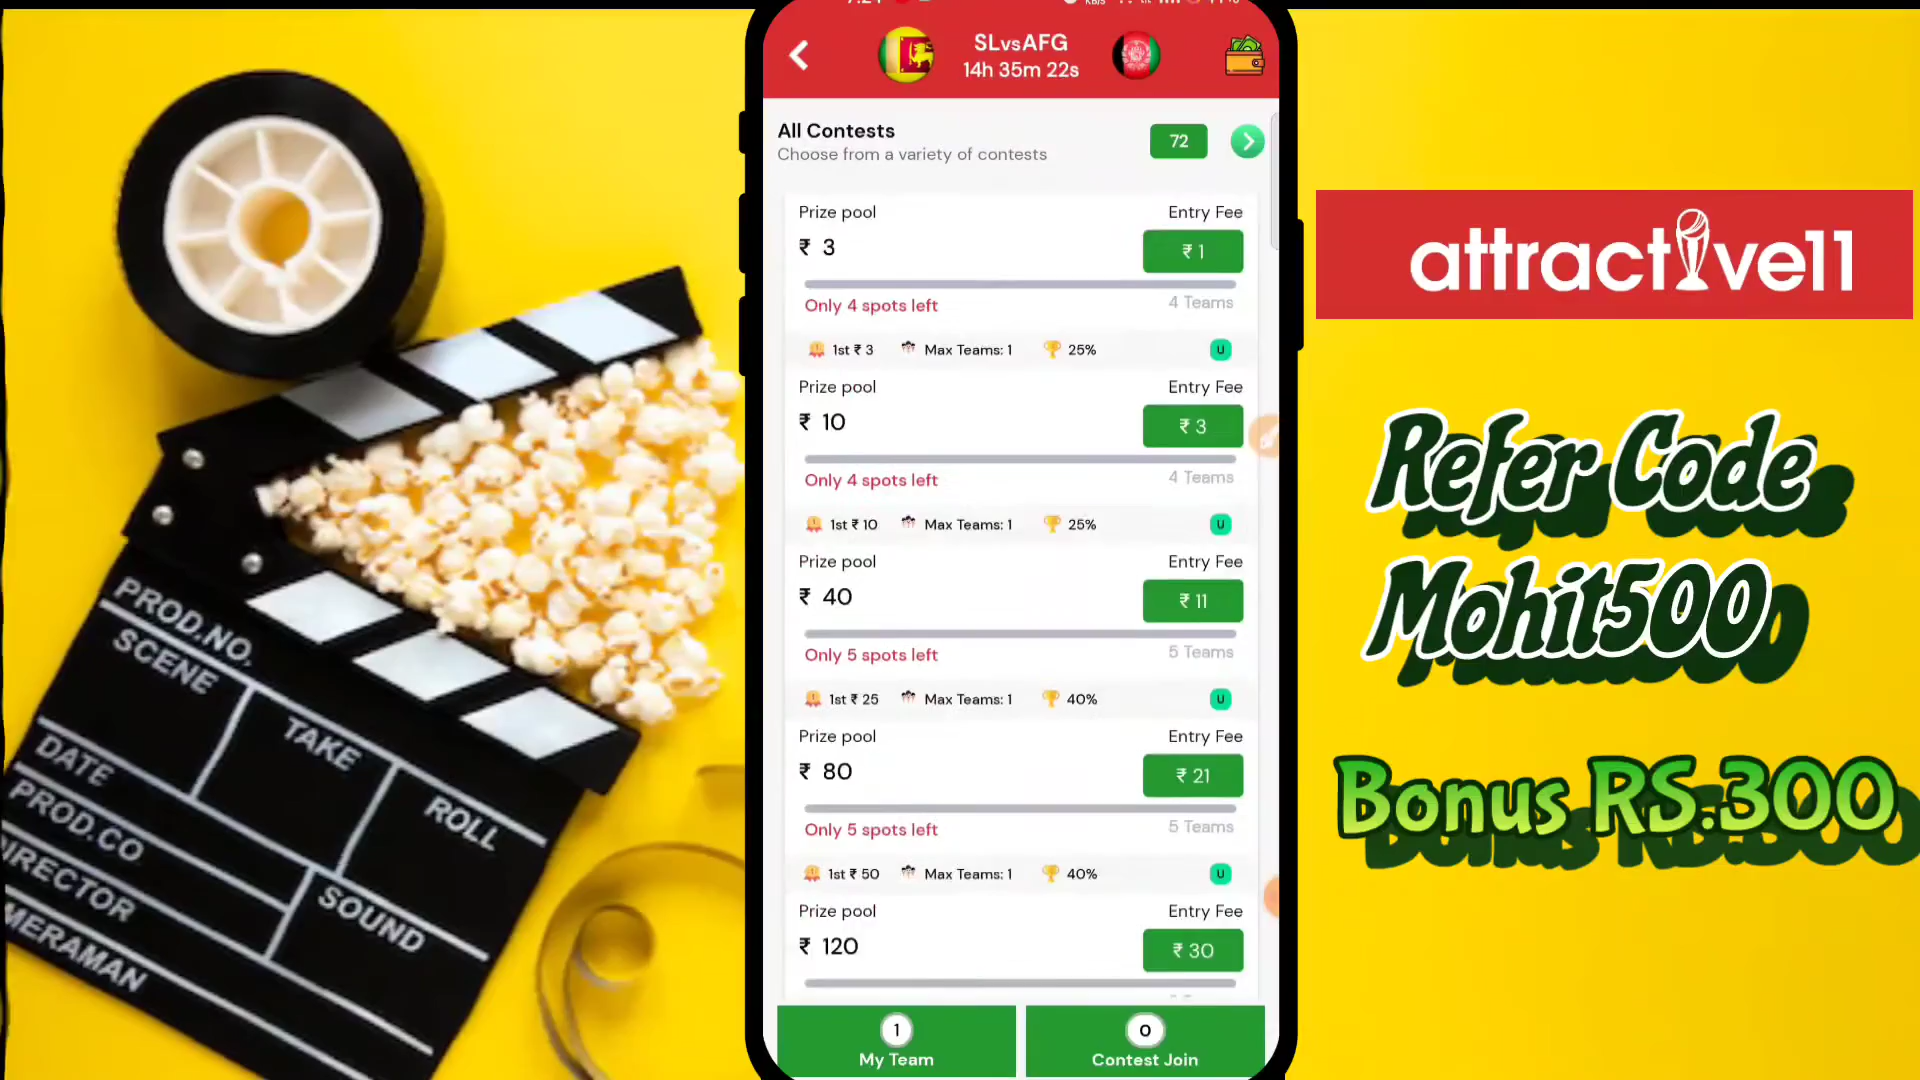 PROD.NO.
SCENE
TAKE
ROLL
DATE
PROD.CO
DIRECTOR
SOUND
MERAMAN
SLvsAFG
14h 35m 22s
All Contests
72
Choose from a variety of contests
Prize pool Entry Fee
₹ 3 ₹ 1
Only 4 spots left 4 Teams
1st ₹ 3 Max Teams: 1 25% U
Prize pool Entry Fee
₹ 10 ₹ 3
Only 4 spots left 4 Teams
1st ₹ 10 Max Teams: 1 25% U
Prize pool Entry Fee
₹ 40 ₹ 11
Only 5 spots left 5 Teams
1st ₹ 25 Max Teams: 1 40% U
Prize pool Entry Fee
₹ 80 ₹ 21
Only 5 spots left 5 Teams
1st ₹ 50 Max Teams: 1 40% U
Prize pool Entry Fee
₹ 120 ₹ 30
1 0
My Team Contest Join
attractive11
Refer Code
Mohit500
Bonus RS.300